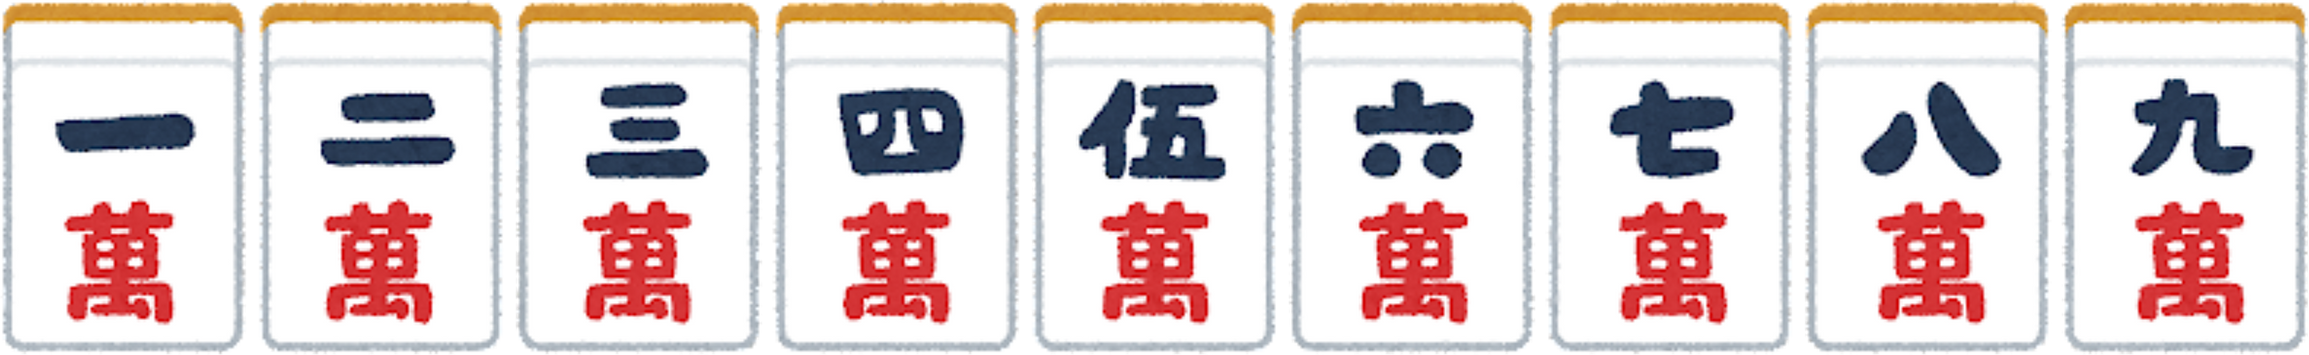 一 二 三 四 伍 六 七 八 九
萬 萬 萬 萬 萬 萬 萬 萬 萬